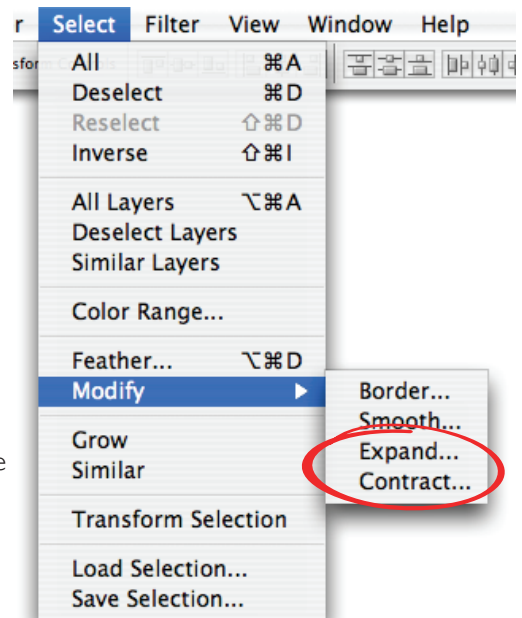 r Select Filter View Window Help
sfor
All ⌘A
Deselect ⌘D
Reselect ⇧⌘D
Inverse ⇧⌘I
All Layers ⌥⌘A
Deselect Layers
Similar Layers
Color Range...
Feather... ⌥⌘D
Modify ▶
Border...
Smooth...
Expand...
Contract...
Grow
e
Similar
Transform Selection
Load Selection...
Save Selection...